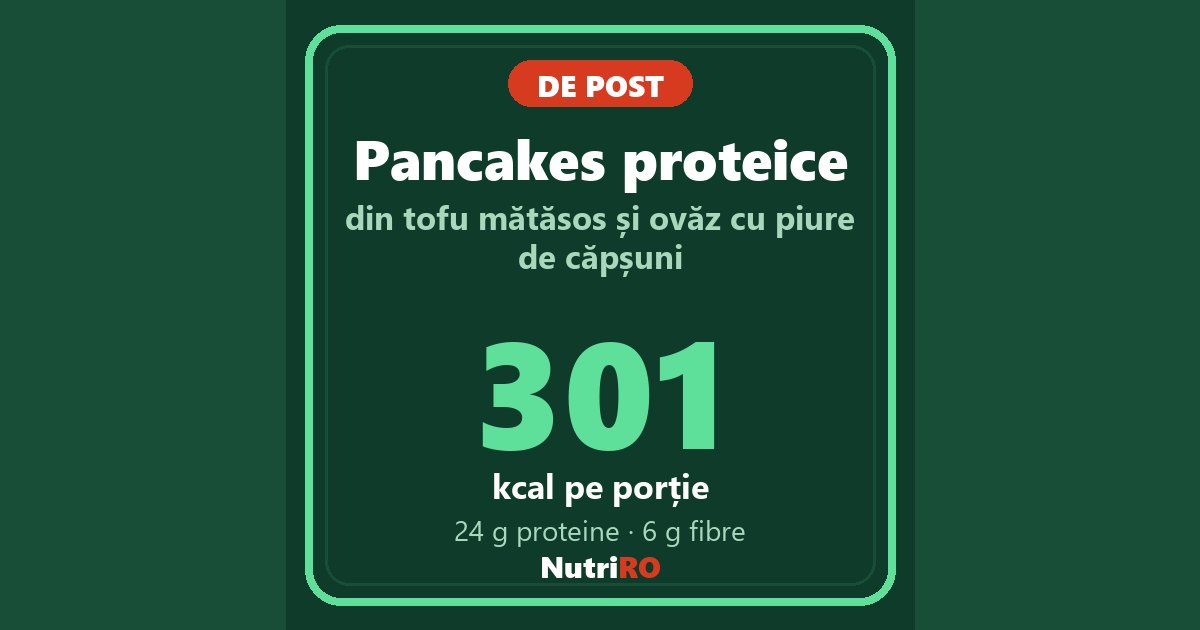 DE POST
Pancakes proteice
din tofu mătăsos și ovăz cu piure
de căpșuni
301
kcal pe porție
24 g proteine · 6 g fibre
NutriRO